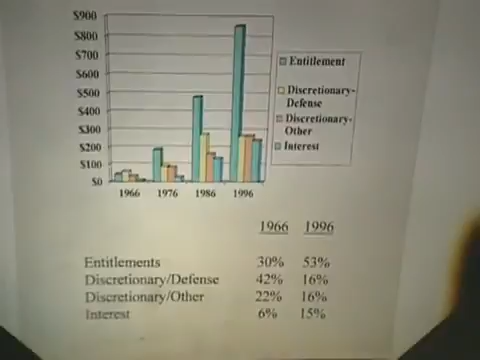 $900
$800
$700
$600
$500
$400
$300
$200
$100
$0
1966 1976 1986 1996
Entitlement
Discretionary-
Defense
Discretionary-
Other
Interest
1966 1996
Entitlements 30% 53%
Discretionary/Defense 42% 16%
Discretionary/Other 22% 16%
Interest 6% 15%